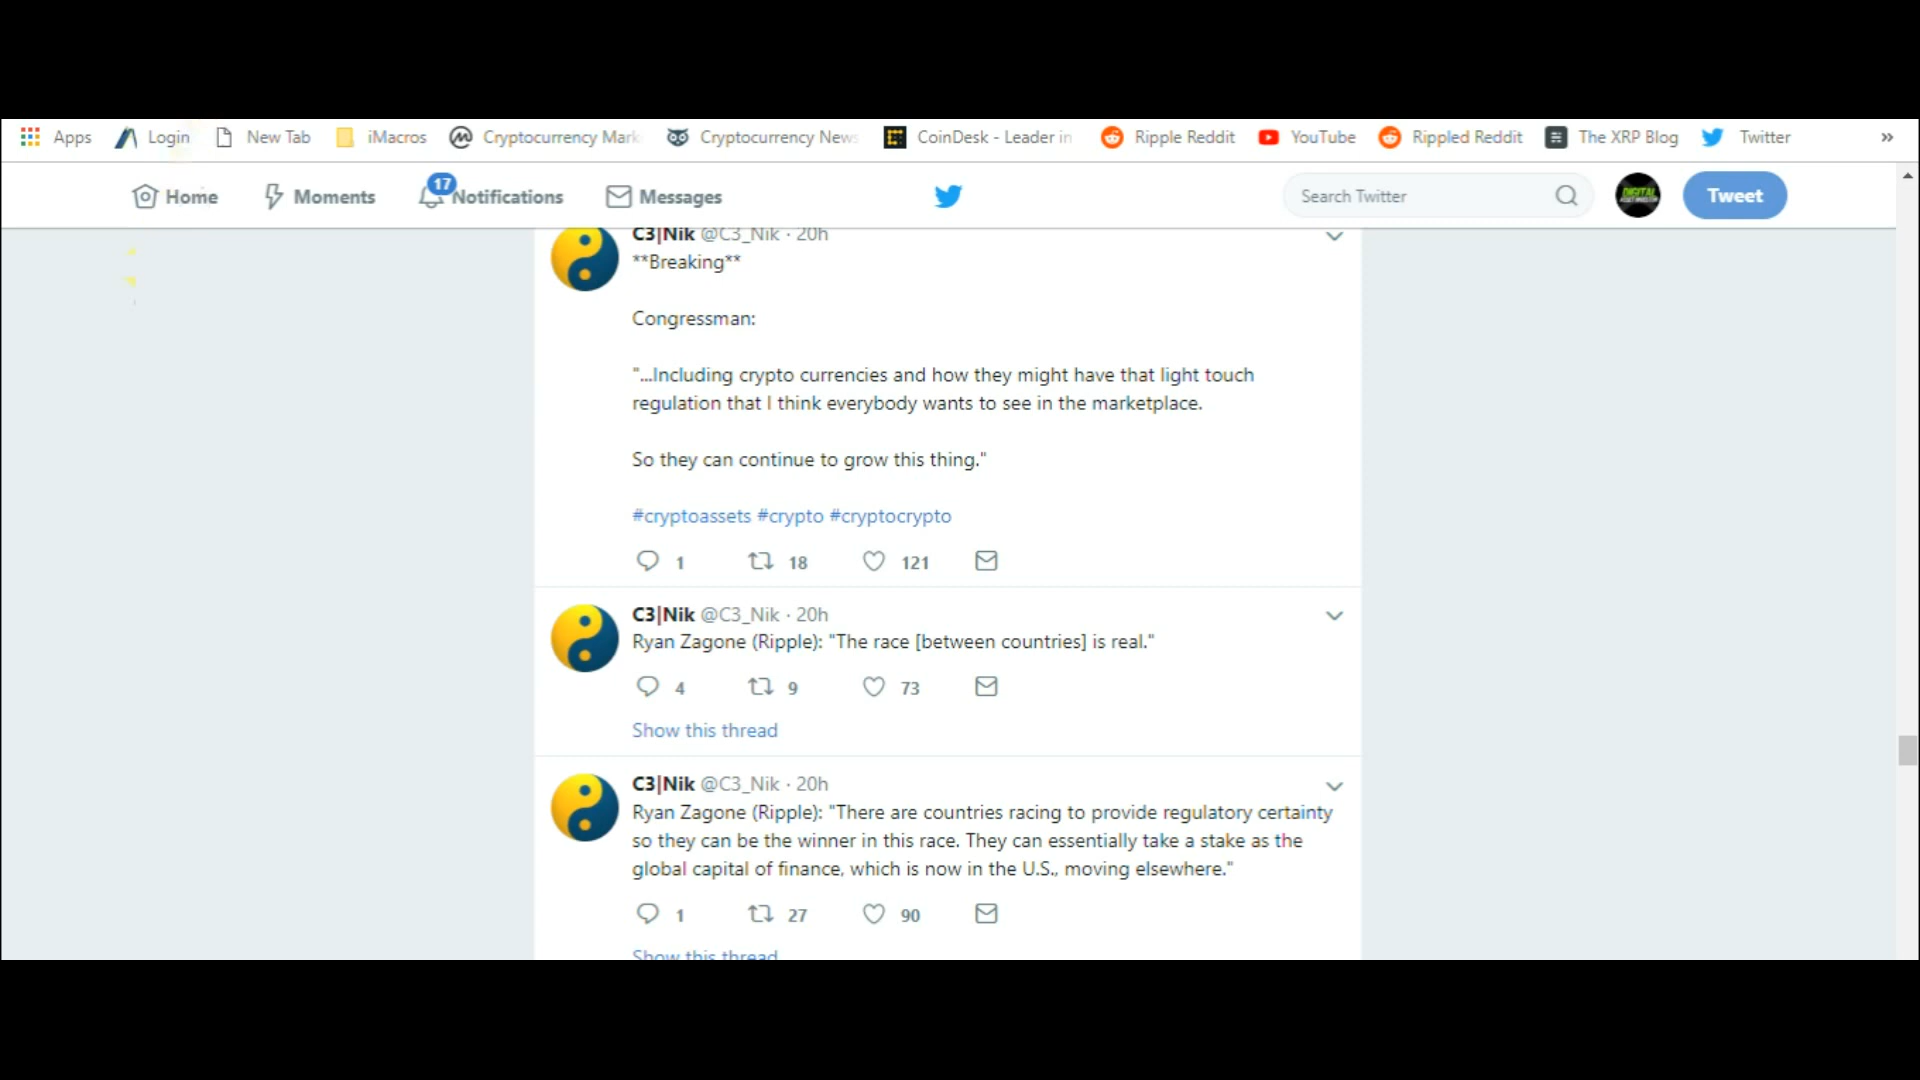 Apps Login New Tab iMacros Cryptocurrency Mark Cryptocurrency News CoinDesk - Leader in Ripple Reddit YouTube Rippled Reddit The XRP Blog Twitter »
Home Moments 17 Notifications Messages Search Twitter DIGITAL Tweet
C3|Nik @C3_Nik · 20h
**Breaking**
Congressman:
"...Including crypto currencies and how they might have that light touch
regulation that I think everybody wants to see in the marketplace.
So they can continue to grow this thing."
#cryptoassets #crypto #cryptocrypto
1 18 121
C3|Nik @C3_Nik · 20h
Ryan Zagone (Ripple): "The race [between countries] is real."
4 9 73
Show this thread
C3|Nik @C3_Nik · 20h
Ryan Zagone (Ripple): "There are countries racing to provide regulatory certainty
so they can be the winner in this race. They can essentially take a stake as the
global capital of finance, which is now in the U.S., moving elsewhere."
1 27 90
Show this thread